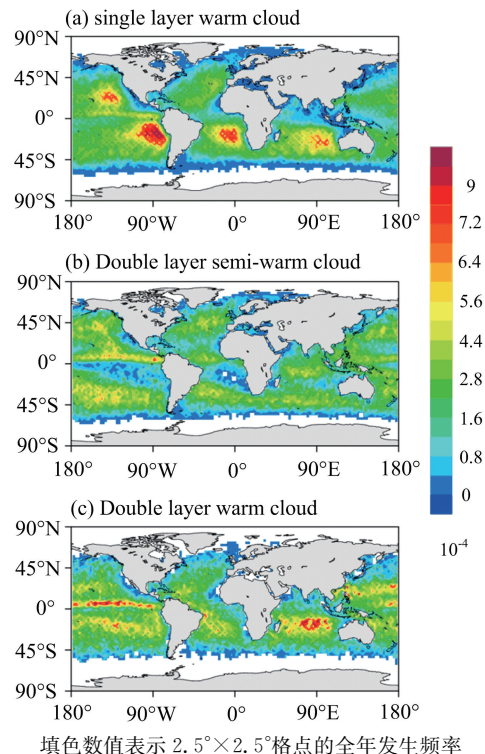 (a) single layer warm cloud
90°N
45°N
0°
45°S
90°S
180° 90°W 0° 90°E 180°
(b) Double layer semi-warm cloud
90°N
45°N
0°
45°S
90°S
180° 90°W 0° 90°E 180°
(c) Double layer warm cloud
90°N
45°N
0°
45°S
90°S
180° 90°W 0° 90°E 180°
9
7.2
6.4
5.6
4.4
2.8
1.6
0.8
0
10-4
填色数值表示 2.5°×2.5°格点的全年发生频率